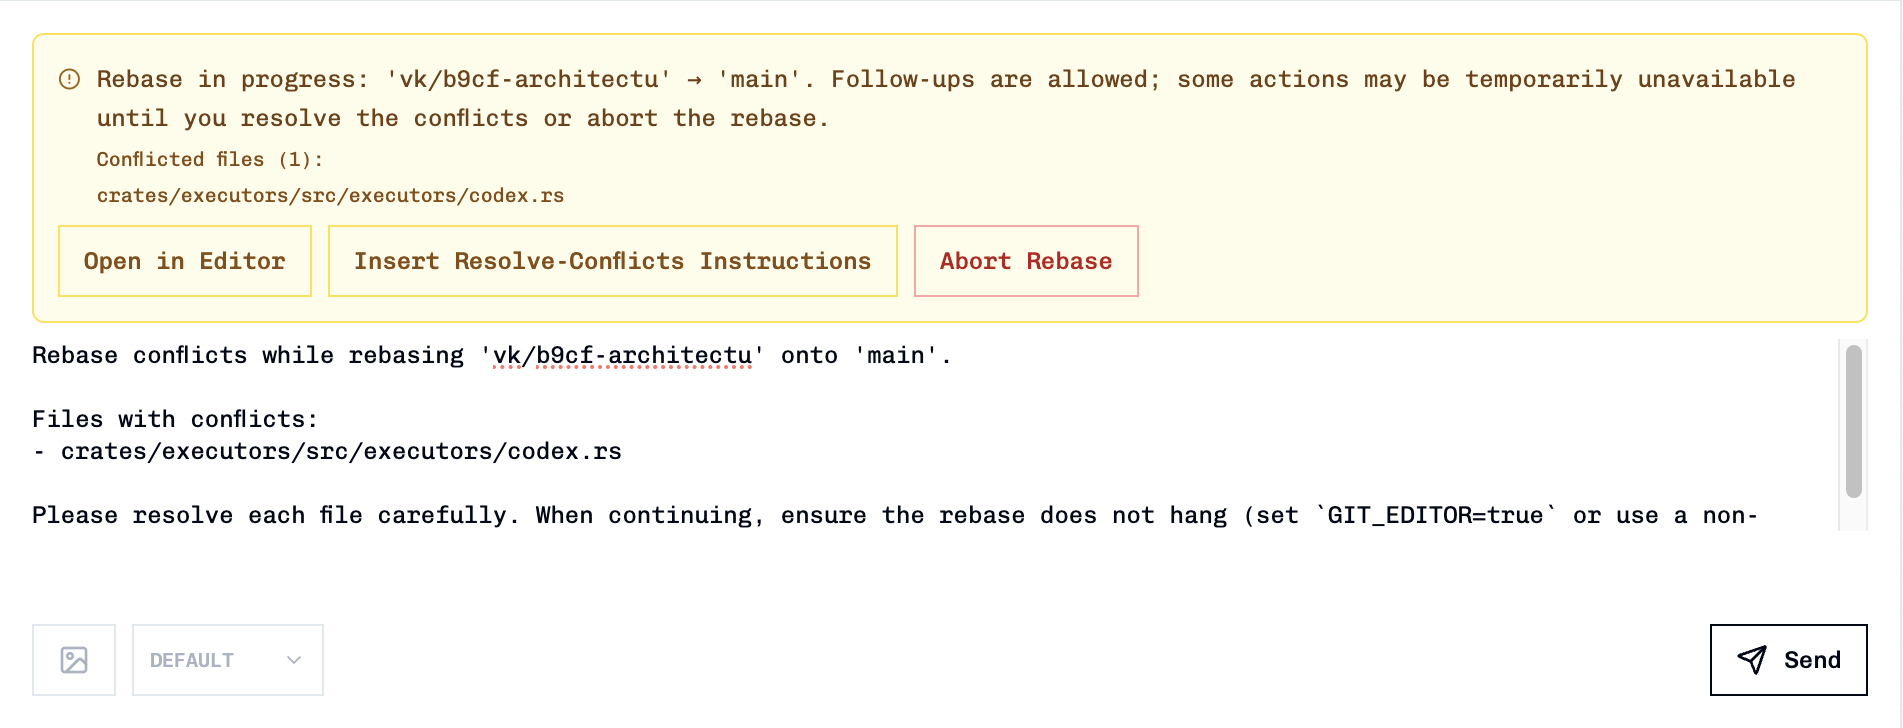 Rebase in progress: 'vk/b9cf-architectu' → 'main'. Follow-ups are allowed; some actions may be temporarily unavailable
until you resolve the conflicts or abort the rebase.
Conflicted files (1):
crates/executors/src/executors/codex.rs
Open in Editor
Insert Resolve-Conflicts Instructions
Abort Rebase
Rebase conflicts while rebasing 'vk/b9cf-architectu' onto 'main'.
Files with conflicts:
- crates/executors/src/executors/codex.rs
Please resolve each file carefully. When continuing, ensure the rebase does not hang (set `GIT_EDITOR=true` or use a non-
DEFAULT
Send